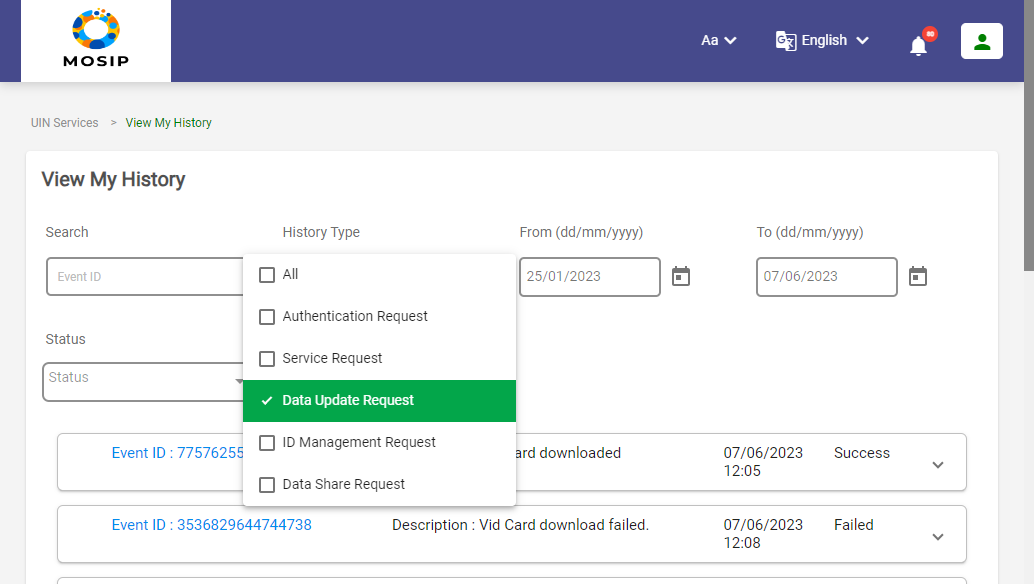 MOSIP
Aa
English
UIN Services > View My History
View My History
Search
History Type
From (dd/mm/yyyy)
To (dd/mm/yyyy)
Event ID
25/01/2023
07/06/2023
All
Authentication Request
Service Request
Data Update Request
ID Management Request
Data Share Request
Status
Status
Event ID : 77576255
downloaded
07/06/2023
12:05
Success
Event ID : 3536829644744738
Description : Vid Card download failed.
07/06/2023
12:08
Failed